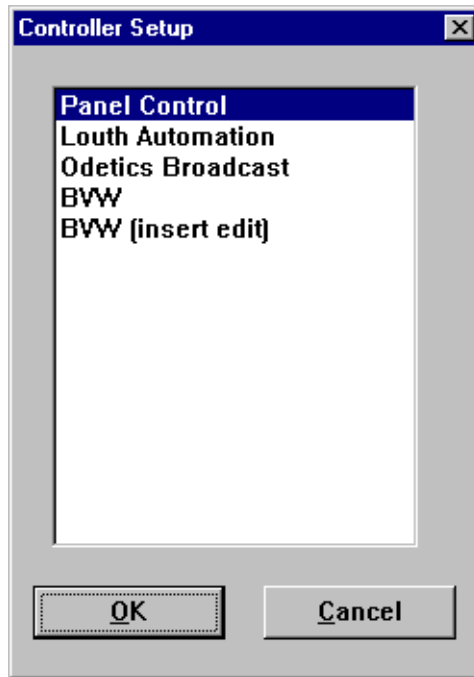 Controller Setup
Panel Control
Louth Automation
Odetics Broadcast
BVW
BVW (insert edit)
OK
Cancel